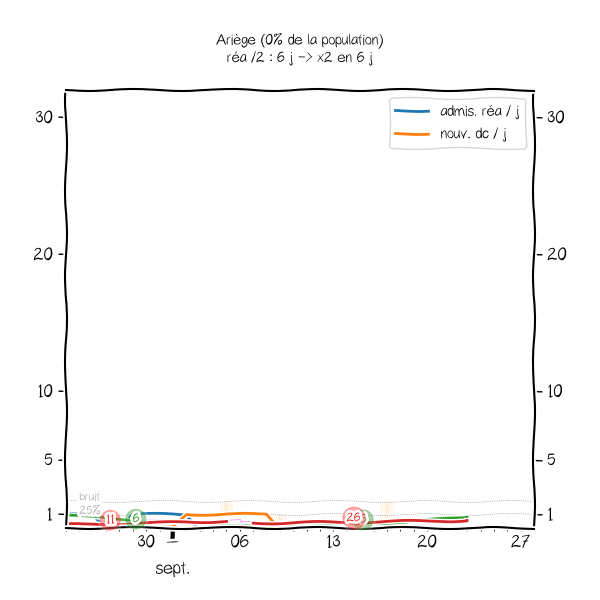 Ariège (0% de la population)
réa /2 : 6 j -> x2 en 6 j
admis. réa / j
nouv. dc / j
30 30
20 20
10 10
5 5
bruit
25%
1 11 6 26 1
30 06 13 20 27
sept.